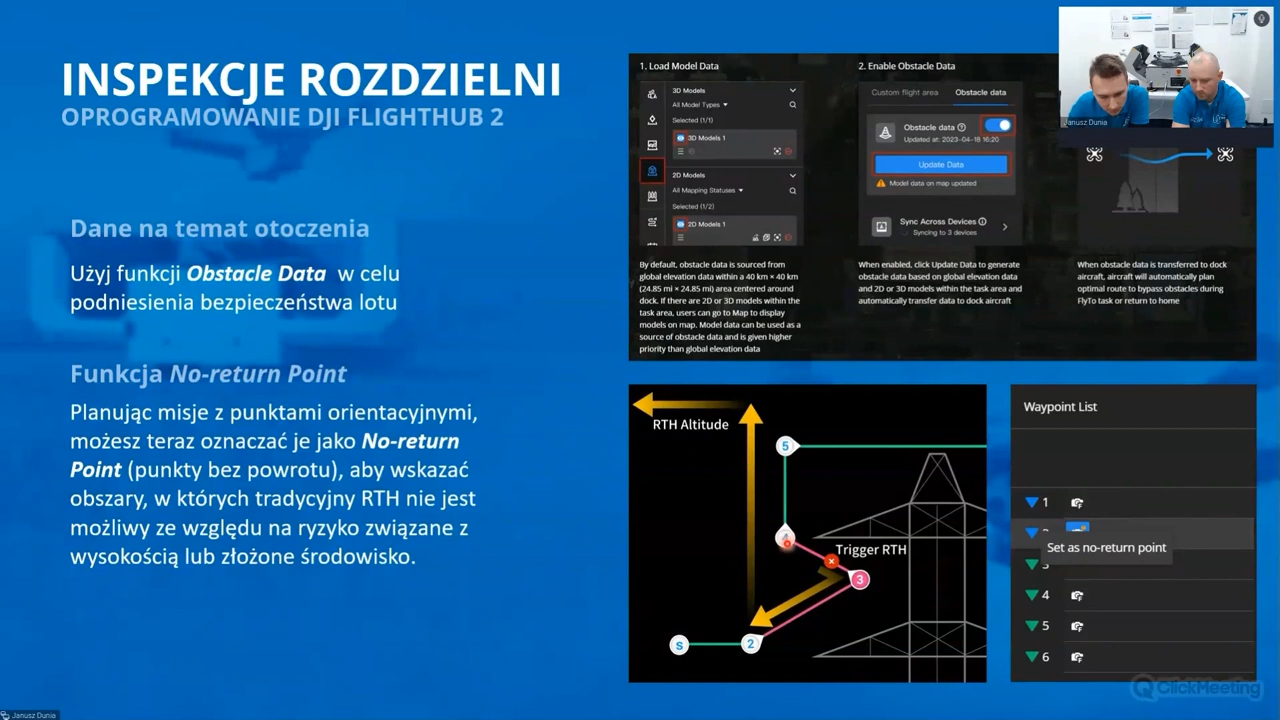 INSPEKCJE ROZDZIELNI
OPROGRAMOWANIE DJI FLIGHTHUB 2
Dane na temat otoczenia
Użyj funkcji Obstacle Data w celu
podniesienia bezpieczeństwa lotu
Funkcja No-return Point
Planując misje z punktami orientacyjnymi,
możesz teraz oznaczać je jako No-return
Point (punkty bez powrotu), aby wskazać
obszary, w których tradycyjny RTH nie jest
możliwy ze względu na ryzyko związane z
wysokością lub złożone środowisko.
1. Load Model Data
3D Models
All Model Types
Selected (1/1)
3D Models 1
2D Models
All Mapping Statuses
Selected (1/2)
2D Models 1
By default, obstacle data is sourced from
global elevation data within a 40 km × 40 km
(24.85 mi × 24.85 mi) area centered around
dock. If there are 2D or 3D models within the
task area, users can go to Map to display
models on map. Model data can be used as a
source of obstacle data and is given higher
priority than global elevation data
2. Enable Obstacle Data
Custom flight area
Obstacle data
Obstacle data
Updated at: 2023-04-16 16:20
Update Data
Model data on map updated
Sync Across Devices
Syncing to 3 devices
When enabled, click Update Data to generate
obstacle data based on global elevation data
and 2D or 3D models within the task area and
automatically transfer data to dock aircraft
When obstacle data is transferred to dock
aircraft, aircraft will automatically plan
optimal route to bypass obstacles during
FlyTo task or return to home
Janusz Dunia
RTH Altitude
5
4
Trigger RTH
3
S
2
Waypoint List
1
2
Set as no-return point
3
4
5
6
ClickMeeting
Janusz Dunia